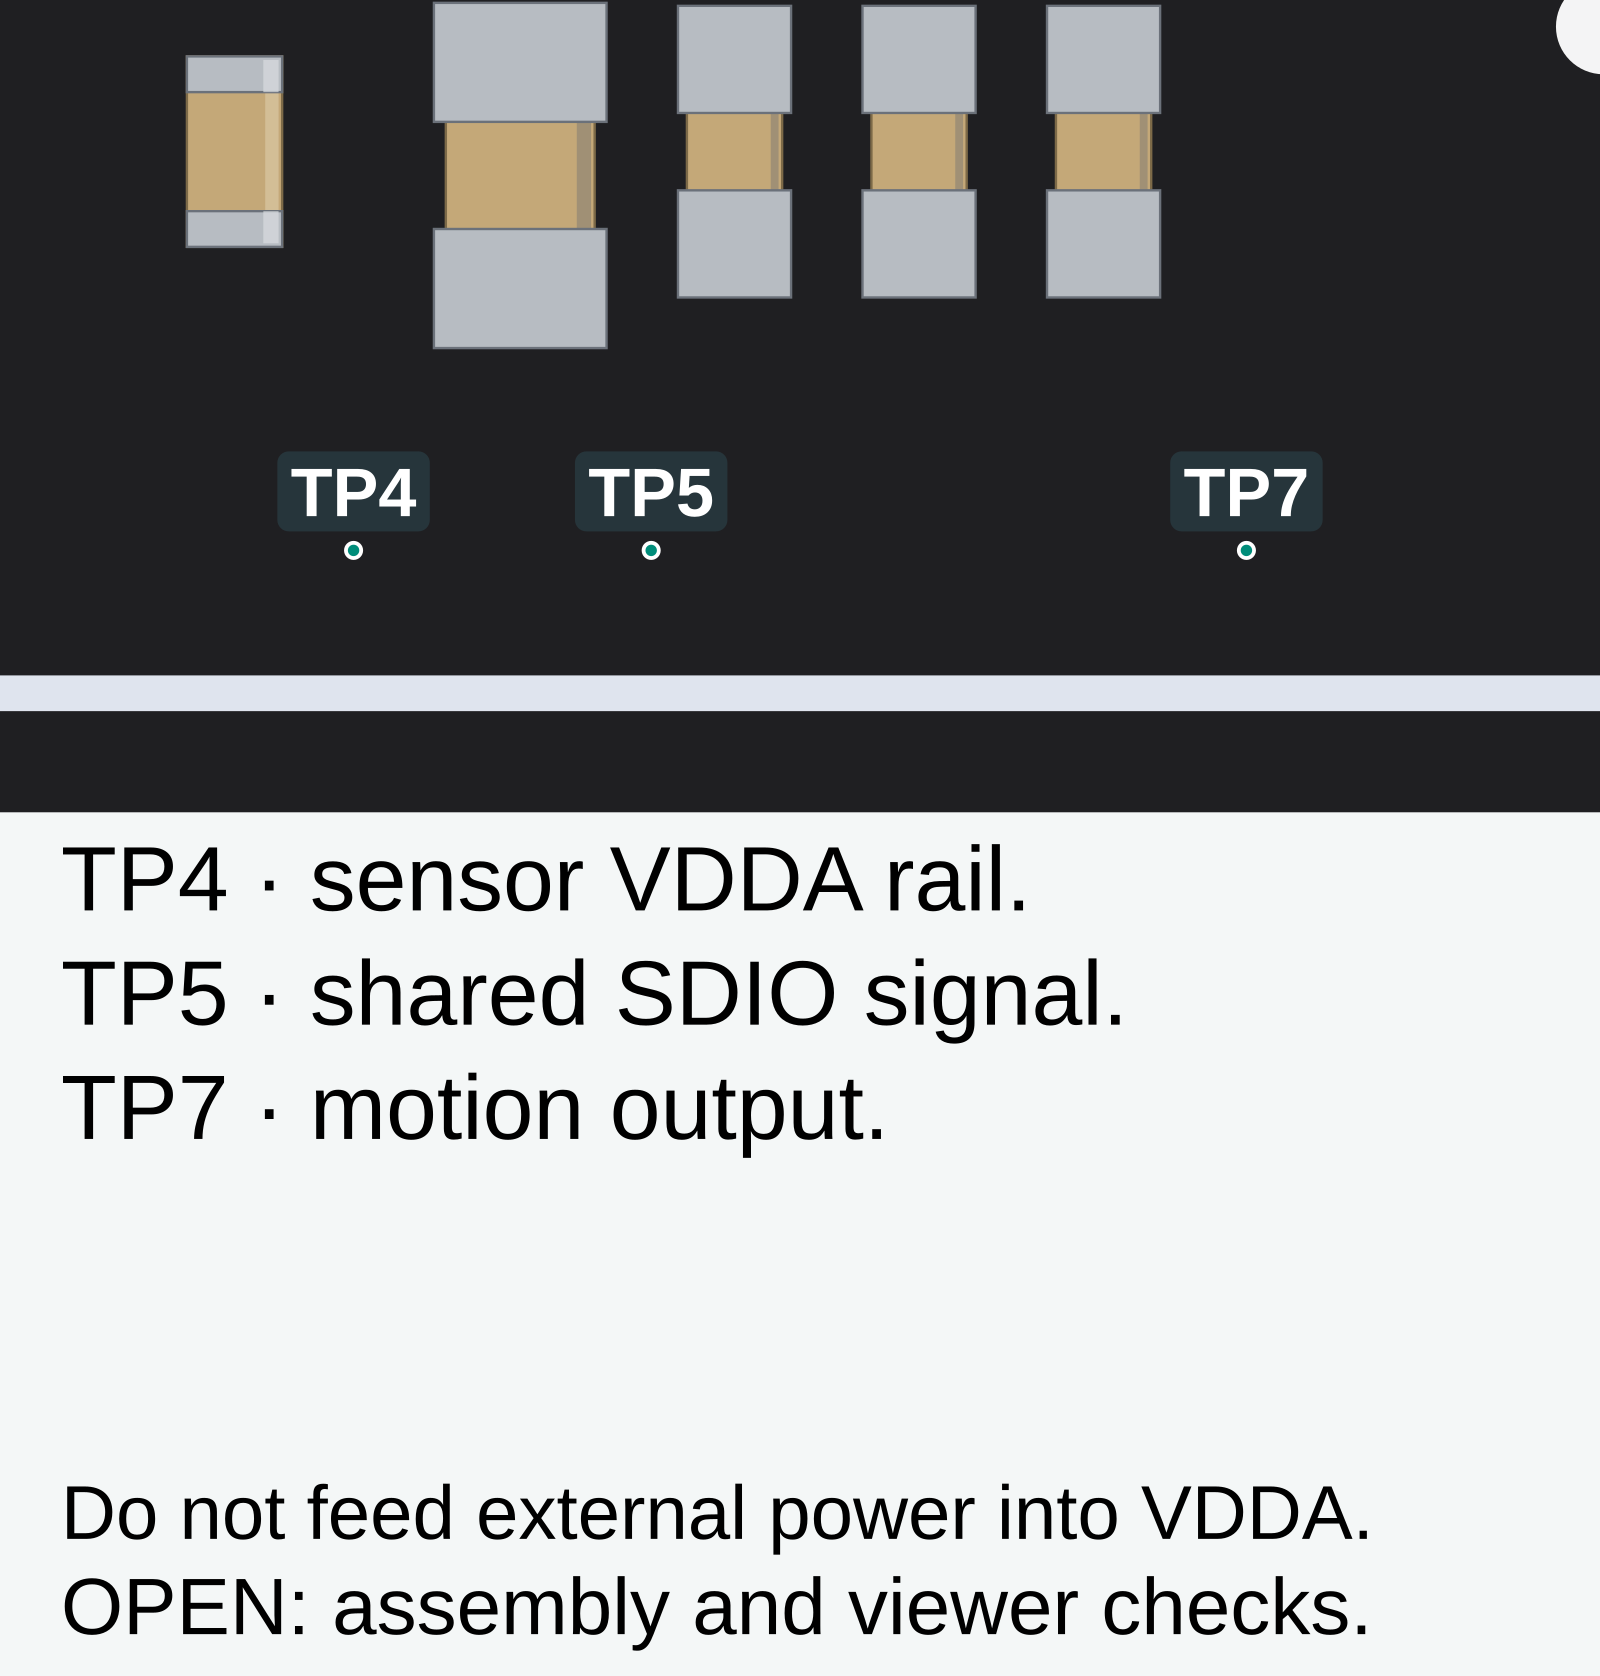 TP4 TP5 TP7
TP4 · sensor VDDA rail.
TP5 · shared SDIO signal.
TP7 · motion output.
Do not feed external power into VDDA.
OPEN: assembly and viewer checks.